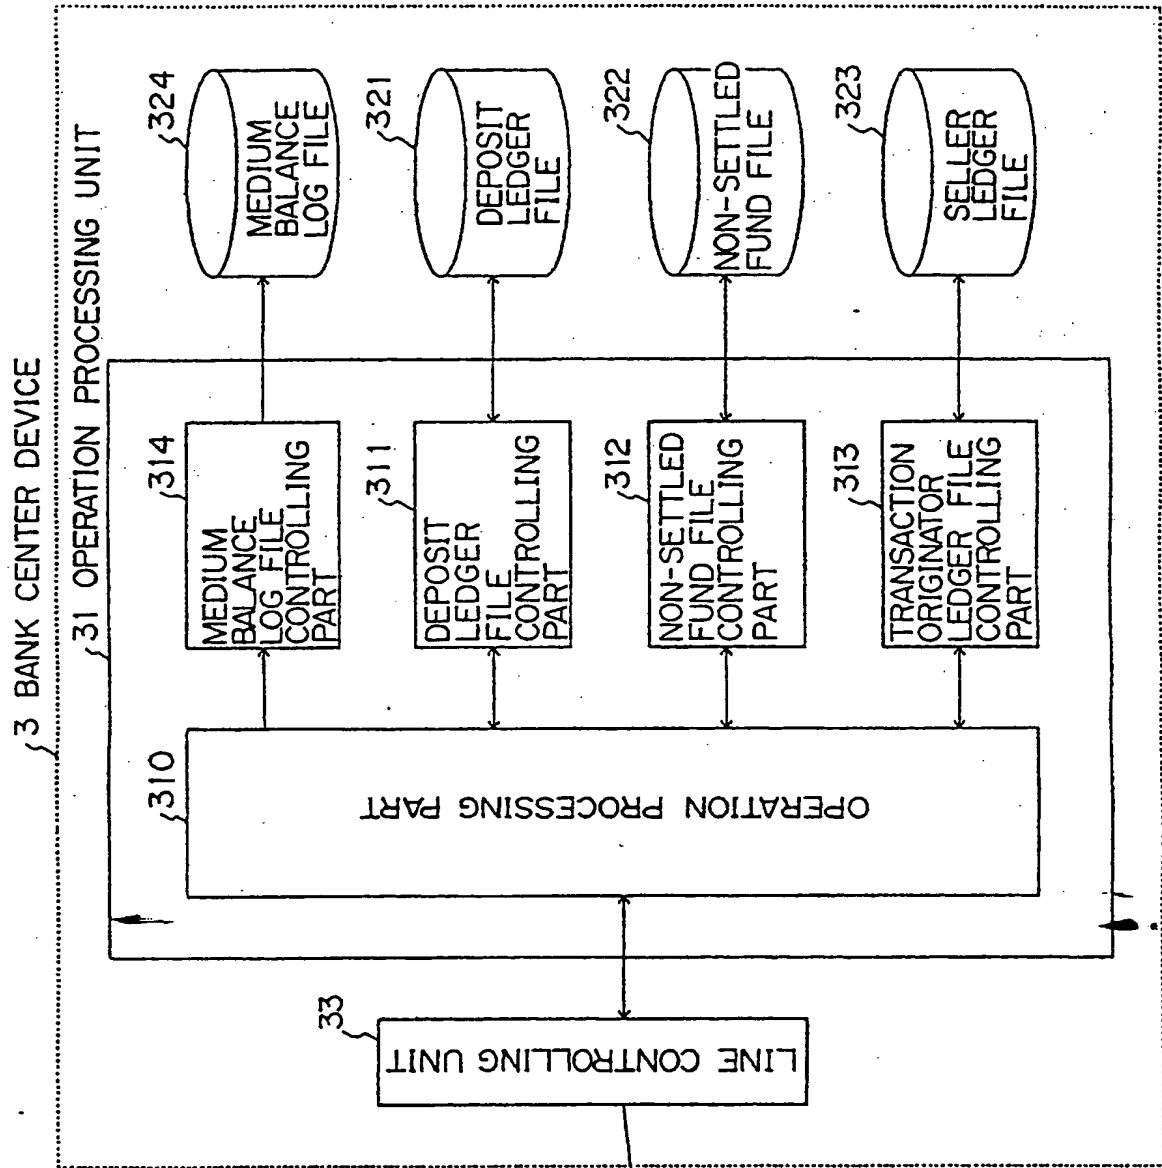 3 BANK CENTER DEVICE
31 OPERATION PROCESSING UNIT
324
MEDIUM
BALANCE
LOG FILE
321
DEPOSIT
LEDGER
FILE
322
NON-SETTLED
FUND FILE
323
SELLER
LEDGER
FILE
314
MEDIUM
BALANCE
LOG FILE
CONTROLLING
PART
311
DEPOSIT
LEDGER
FILE
CONTROLLING
PART
312
NON-SETTLED
FUND FILE
CONTROLLING
PART
313
TRANSACTION
ORIGINATOR
LEDGER FILE
CONTROLLING
PART
310
OPERATION PROCESSING PART
33
LINE CONTROLLING UNIT